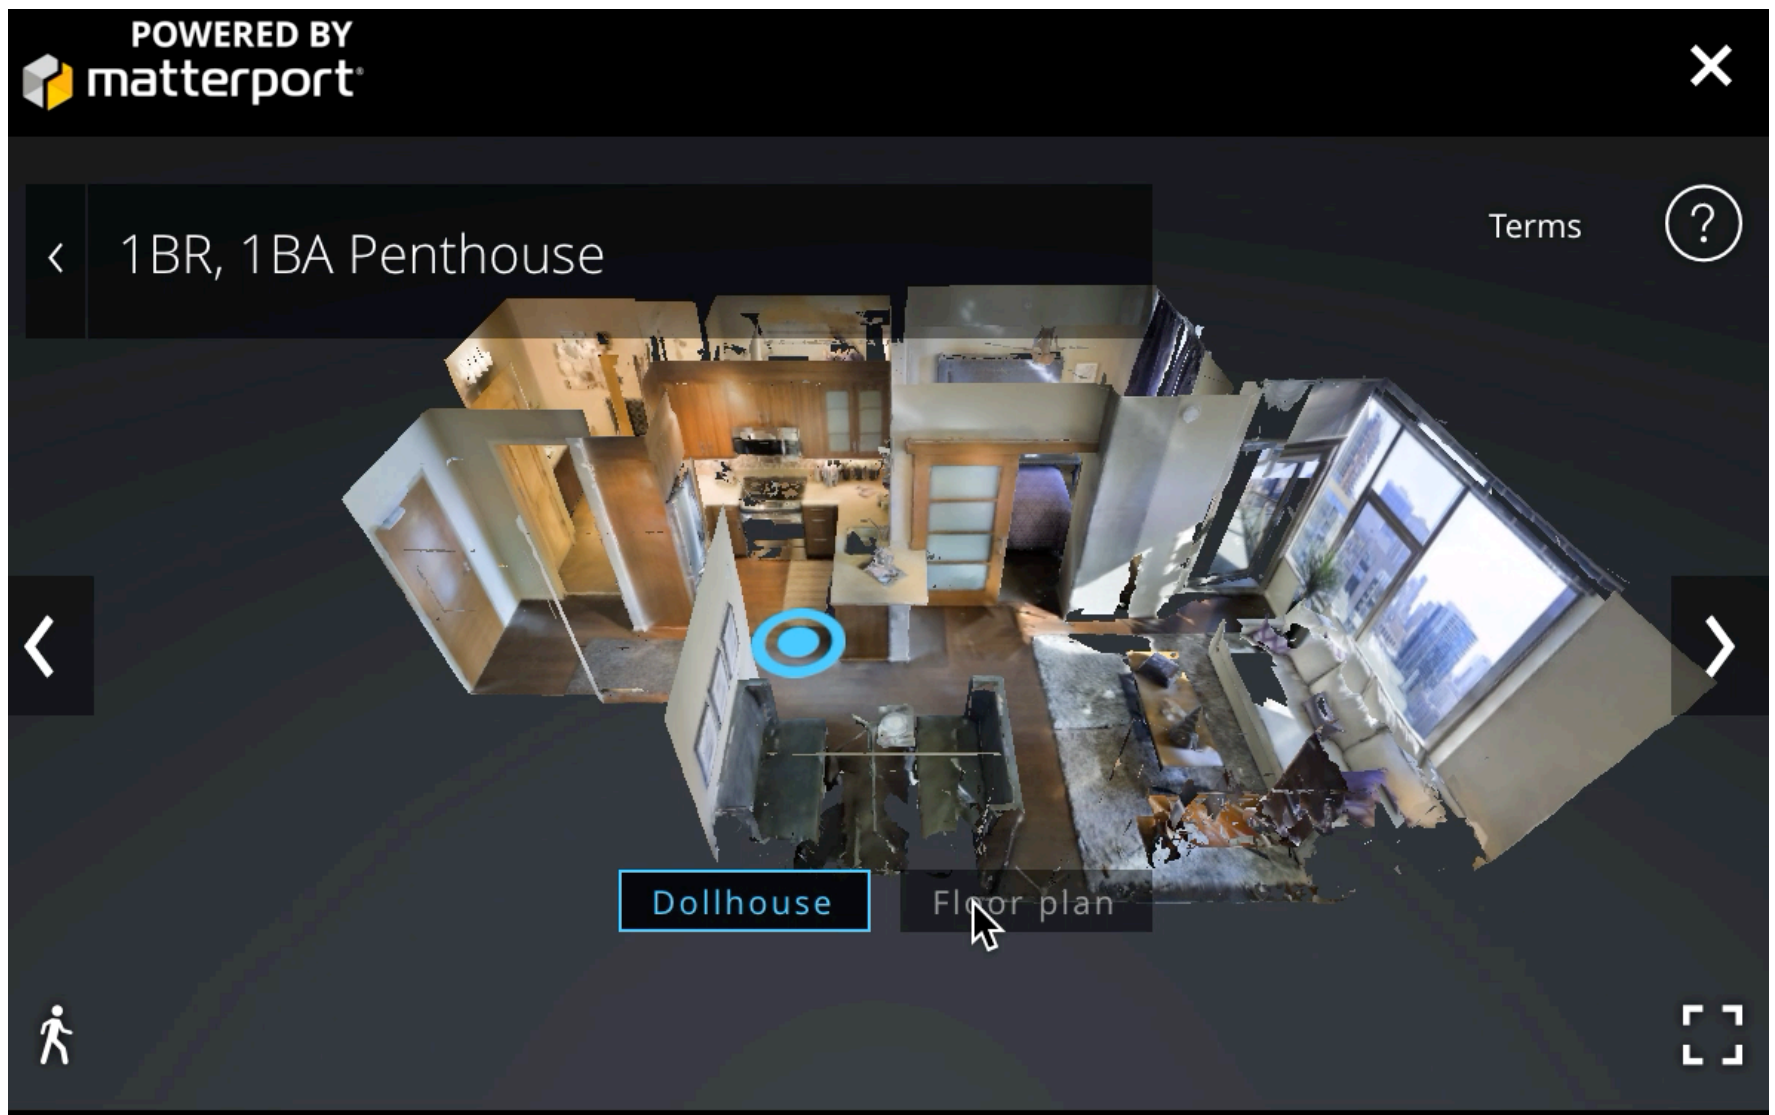 POWERED BY
matterport®
1BR, 1BA Penthouse
Terms
?
Dollhouse
Floor plan